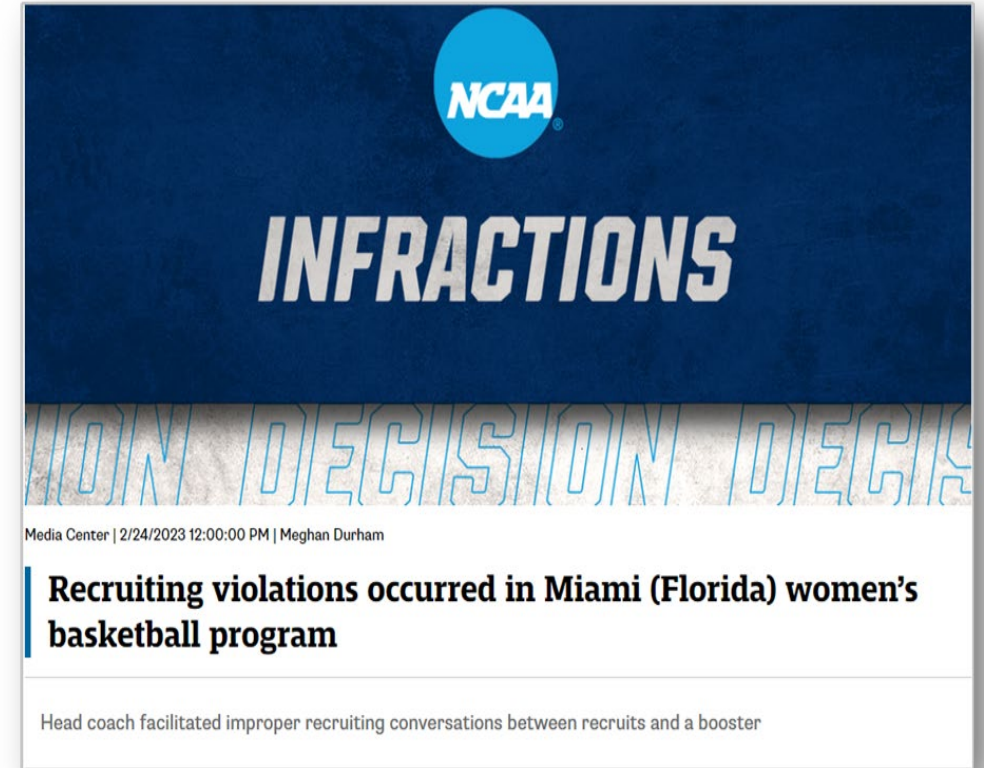 NCAA®
INFRACTIONS
ION DECISION DECIS
Media Center | 2/24/2023 12:00:00 PM | Meghan Durham
Recruiting violations occurred in Miami (Florida) women’s
basketball program
Head coach facilitated improper recruiting conversations between recruits and a booster